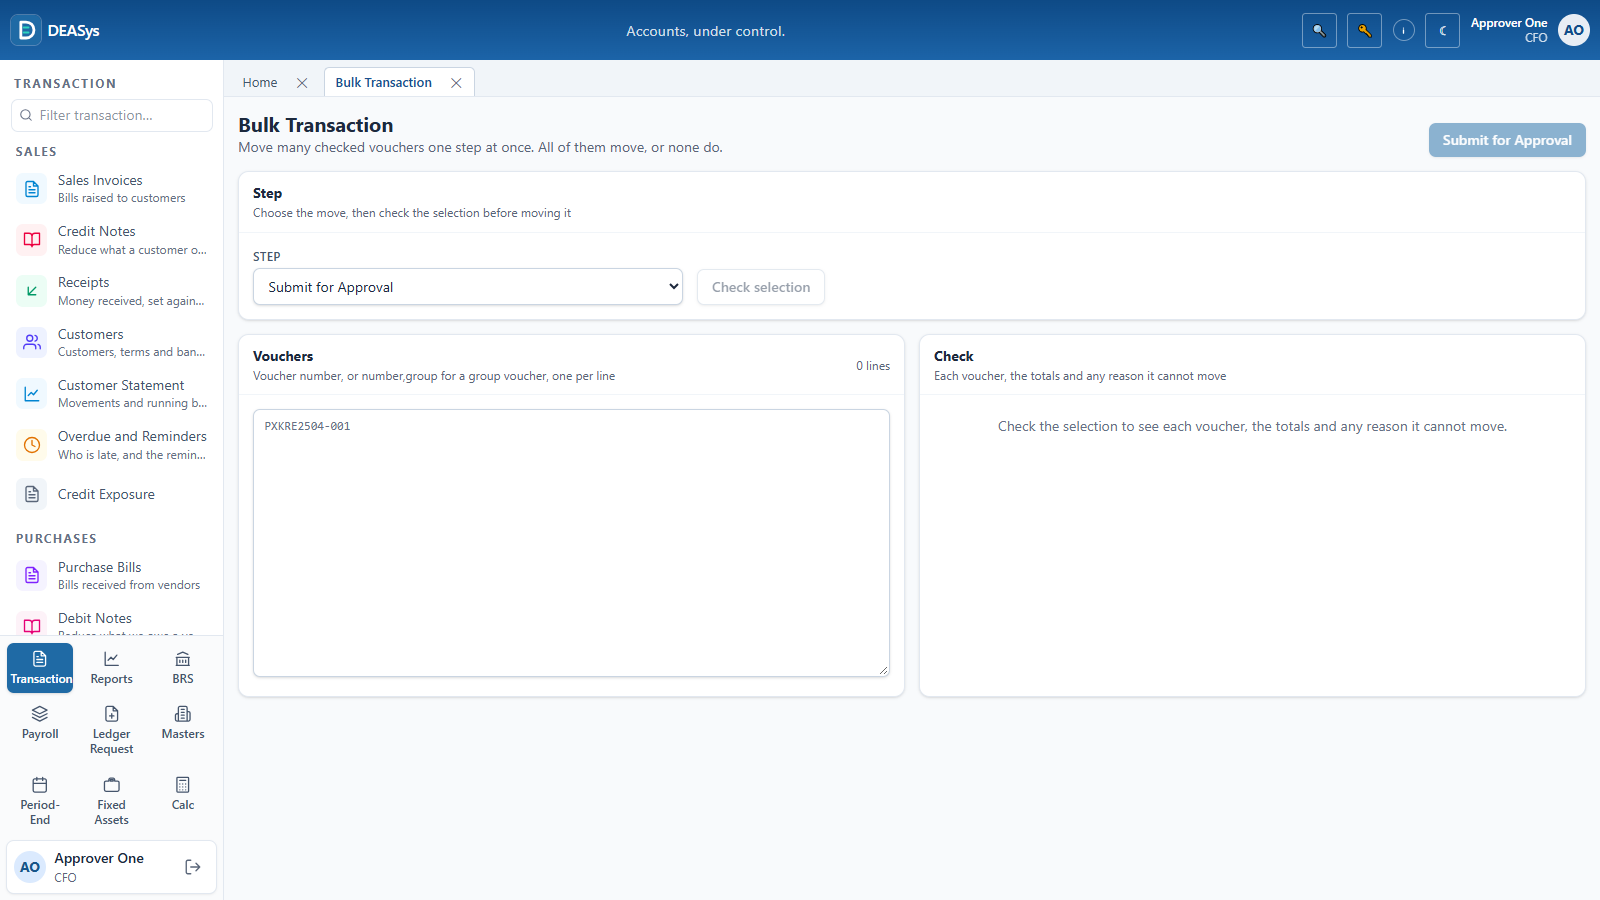 DEASys
Accounts, under control.
Approver One
CFO
AO
TRANSACTION
Filter transaction...
SALES
Sales Invoices
Bills raised to customers
Credit Notes
Reduce what a customer o...
Receipts
Money received, set again...
Customers
Customers, terms and ban...
Customer Statement
Movements and running b...
Overdue and Reminders
Who is late, and the remin...
Credit Exposure
PURCHASES
Purchase Bills
Bills received from vendors
Debit Notes
Transaction
Reports
BRS
Payroll
Ledger Request
Masters
Period-End
Fixed Assets
Calc
AO
Approver One
CFO
Home
Bulk Transaction
Bulk Transaction
Move many checked vouchers one step at once. All of them move, or none do.
Submit for Approval
Step
Choose the move, then check the selection before moving it
STEP
Submit for Approval
Check selection
Vouchers
Voucher number, or number,group for a group voucher, one per line
0 lines
PXKRE2504-001
Check
Each voucher, the totals and any reason it cannot move
Check the selection to see each voucher, the totals and any reason it cannot move.